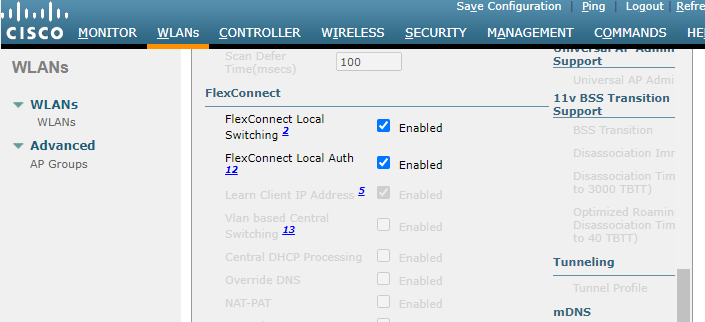 Save Configuration | Ping | Logout | Refre
CISCO MONITOR WLANs CONTROLLER WIRELESS SECURITY MANAGEMENT COMMANDS HE
WLANs
WLANs
WLANs
Advanced
AP Groups
Scan Defer
Time(msecs) 100
FlexConnect
FlexConnect Local
Switching 2 Enabled
FlexConnect Local Auth
12 Enabled
Learn Client IP Address 5 Enabled
Vlan based Central
Switching 13 Enabled
Central DHCP Processing Enabled
Override DNS Enabled
NAT-PAT Enabled
Universal AP Admin
Support
Universal AP Admi
11v BSS Transition
Support
BSS Transition
Disassociation Imr
Disassociation Tim
to 3000 TBTT)
Optimized Roamin
Disassociation Tim
to 40 TBTT)
Tunneling
Tunnel Profile
mDNS